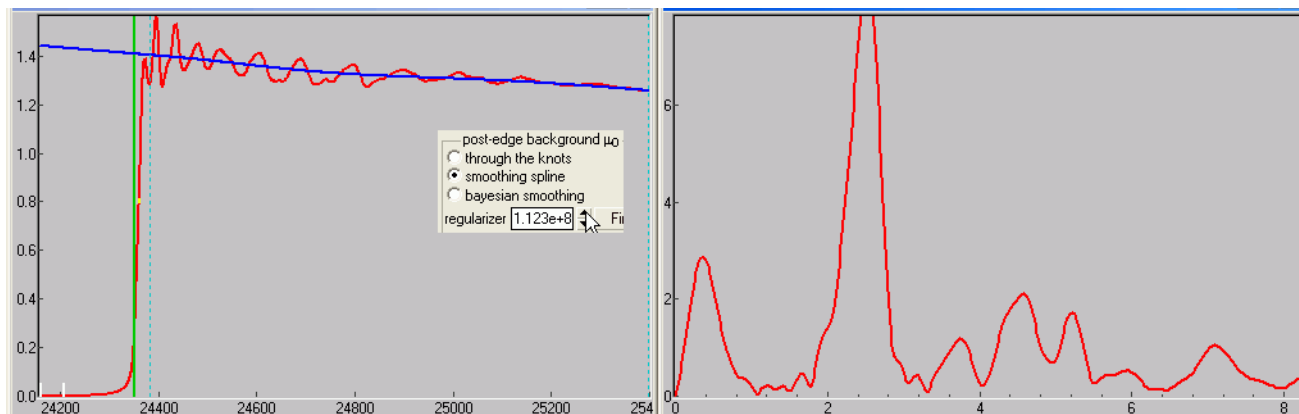 1.4
1.2
1.0
0.8
0.6
0.4
0.2
0.0
24200 24400 24600 24800 25000 25200 254
post-edge background μ0
through the knots
smoothing spline
bayesian smoothing
regularizer 1.123e+8 Fi
6
4
2
0
0 2 4 6 8